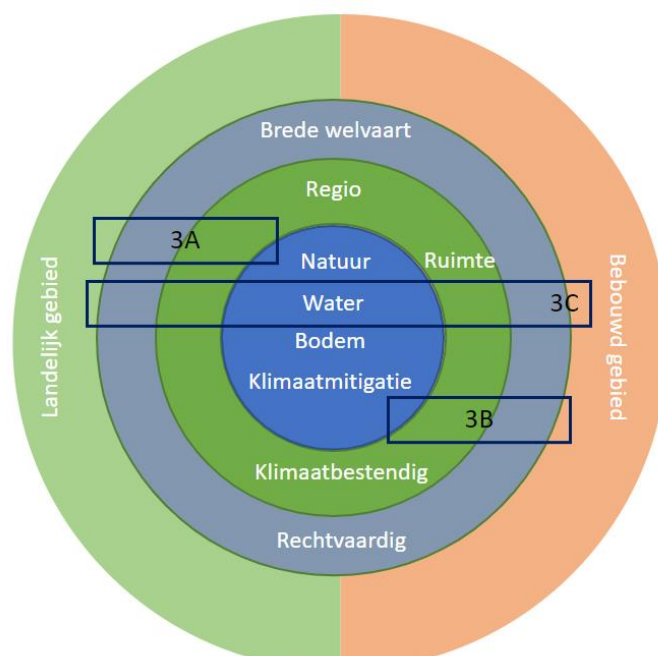 Brede welvaart
Regio
3A
Natuur
Ruimte
Landelijk gebied
Water
3C
Bebouwd gebied
Bodem
Klimaatmitigatie
3B
Klimaatbestendig
Rechtvaardig